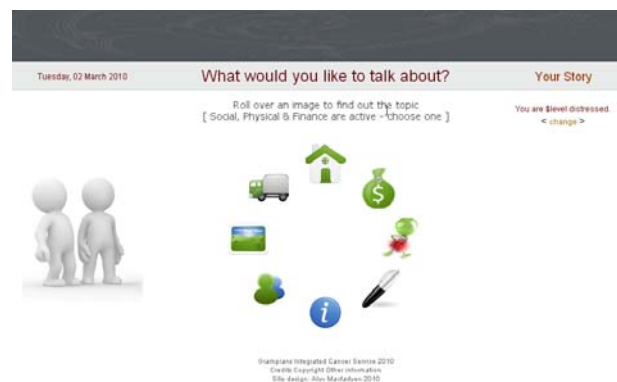 Tuesday, 02 March 2010
What would you like to talk about?
Your Story
Roll over an image to find out the topic
[ Social, Physical & Finance are active - choose one ]
You are $level distressed.
< change >
$
i
Grampians Integrated Cancer Service 2010
Credits Copyright Other information
Site design: Alex Macfadyen 2010